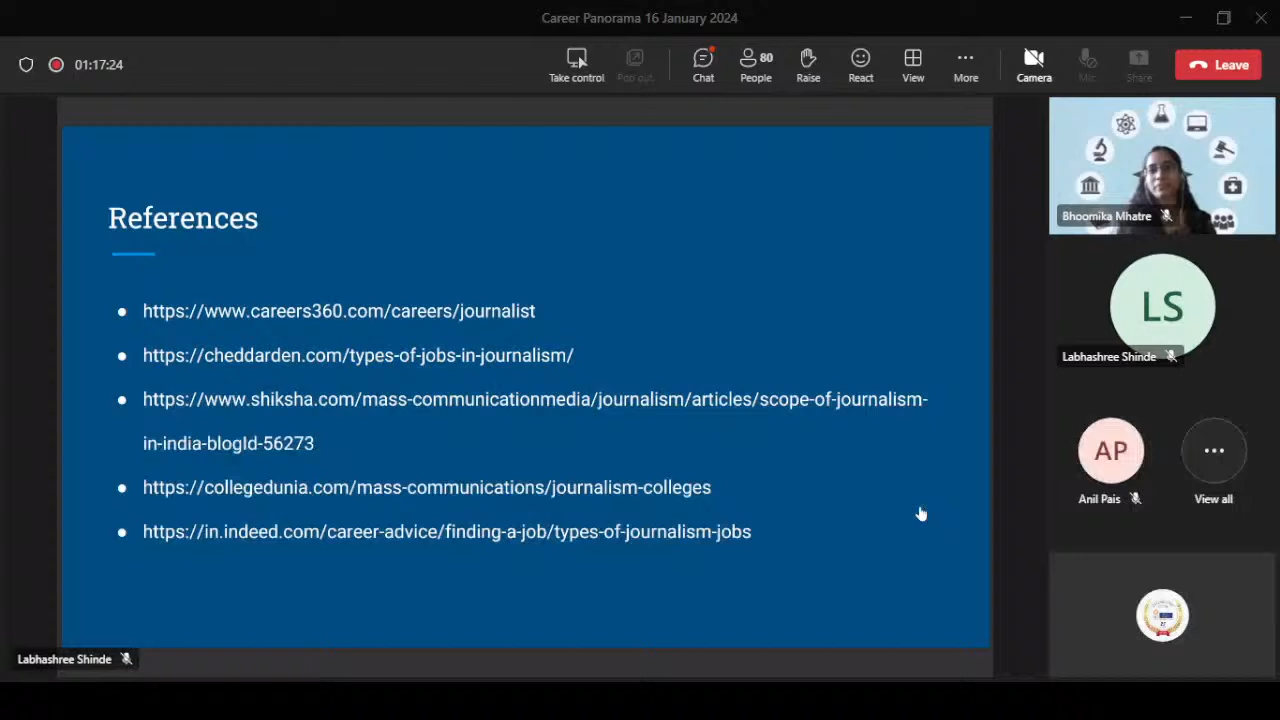 Career Panorama 16 January 2024
01:17:24
Take control
Pop out
Chat
80
People
Raise
React
View
More
Camera
Mic
Share
Leave
References
https://www.careers360.com/careers/journalist
https://cheddarden.com/types-of-jobs-in-journalism/
https://www.shiksha.com/mass-communicationmedia/journalism/articles/scope-of-journalism-
in-india-blogId-56273
https://collegedunia.com/mass-communications/journalism-colleges
https://in.indeed.com/career-advice/finding-a-job/types-of-journalism-jobs
Labhashree Shinde
Bhoomika Mhatre
LS
Labhashree Shinde
AP
Anil Pais
View all